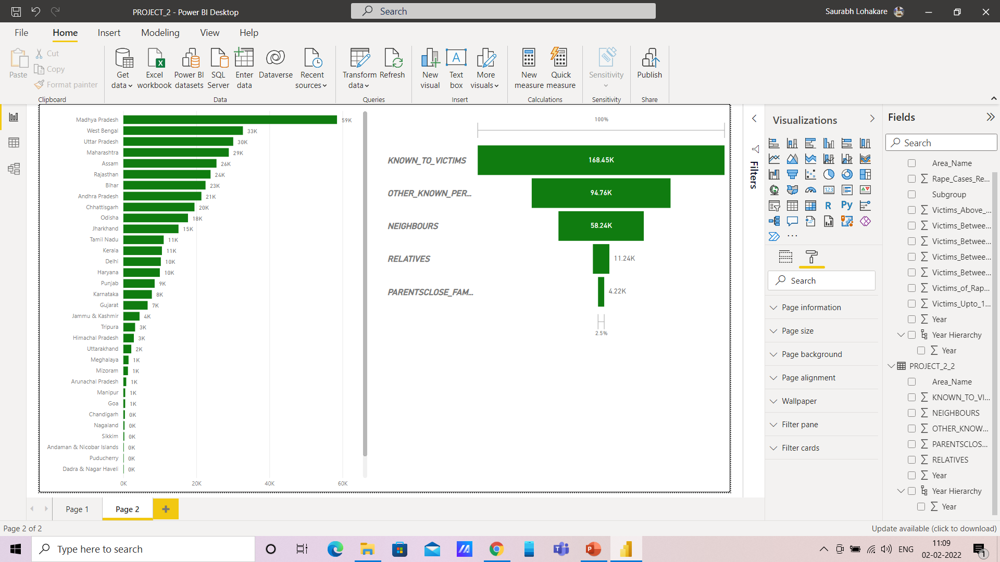 PROJECT_2 - Power BI Desktop
Search
Saurabh Lohakare
File Home Insert Modeling View Help
Paste
Cut
Copy
Format painter
Clipboard
Get data
Excel workbook
Power BI datasets
SQL Server
Enter data
Dataverse
Recent sources
Data
Transform data
Refresh
Queries
New visual
Text box
More visuals
Insert
New measure
Quick measure
Calculations
Sensitivity
Sensitivity
Publish
Share
Madhya Pradesh 59K
West Bengal 33K
Uttar Pradesh 30K
Maharashtra 29K
Assam 26K
Rajasthan 24K
Bihar 23K
Andhra Pradesh 21K
Chhattisgarh 20K
Odisha 18K
Jharkhand 15K
Tamil Nadu 11K
Kerala 11K
Delhi 10K
Haryana 10K
Punjab 9K
Karnataka 8K
Gujarat 7K
Jammu & Kashmir 4K
Tripura 3K
Himachal Pradesh 3K
Uttarakhand 2K
Meghalaya 1K
Mizoram 1K
Arunachal Pradesh 1K
Manipur 1K
Goa 1K
Chandigarh 0K
Nagaland 0K
Sikkim 0K
Andaman & Nicobar Islands 0K
Puducherry 0K
Dadra & Nagar Haveli 0K
0K 20K 40K 60K
100%
KNOWN_TO_VICTIMS 168.45K
OTHER_KNOWN_PER... 94.76K
NEIGHBOURS 58.24K
RELATIVES 11.24K
PARENTSCLOSE_FAM... 4.22K
2.5%
Filters
Visualizations
123
R
Py
...
Search
Page information
Page size
Page background
Page alignment
Wallpaper
Filter pane
Filter cards
Fields
Search
Area_Name
Rape_Cases_Re...
Subgroup
Victims_Above_...
Victims_Betwee...
Victims_Betwee...
Victims_Betwee...
Victims_Betwee...
Victims_of_Rap...
Victims_Upto_1...
Year
Year Hierarchy
Year
PROJECT_2_2
Area_Name
KNOWN_TO_VI...
NEIGHBOURS
OTHER_KNOW...
PARENTSCLOS...
RELATIVES
Year
Year Hierarchy
Year
Page 1
Page 2
Page 2 of 2
Update available (click to download)
Type here to search
ENG
11:09
02-02-2022
1